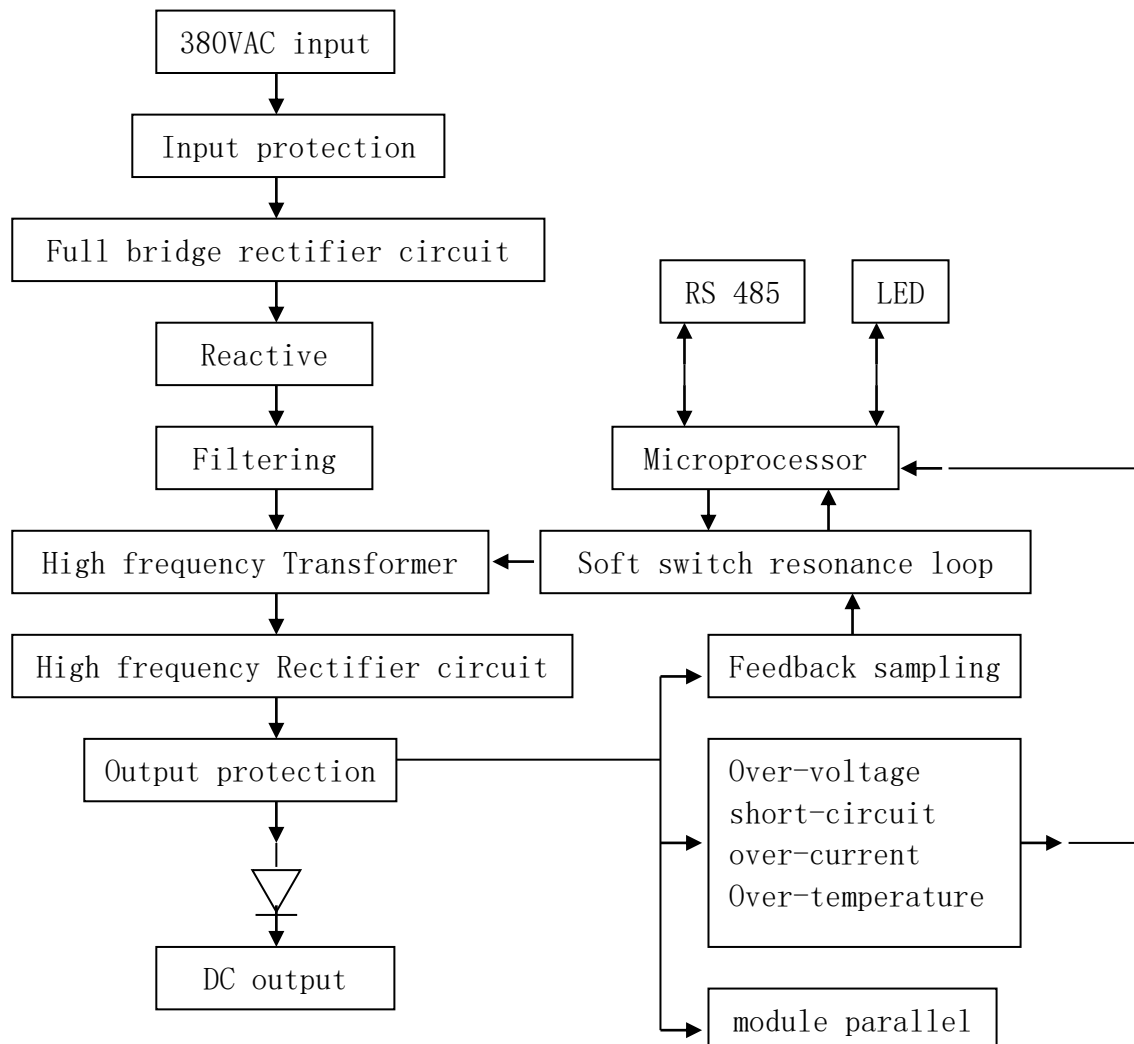 380VAC input
Input protection
Full bridge rectifier circuit
RS 485
LED
Reactive
Filtering
Microprocessor
High frequency Transformer
Soft switch resonance loop
High frequency Rectifier circuit
Feedback sampling
Output protection
Over-voltage
short-circuit
over-current
Over-temperature
DC output
module parallel